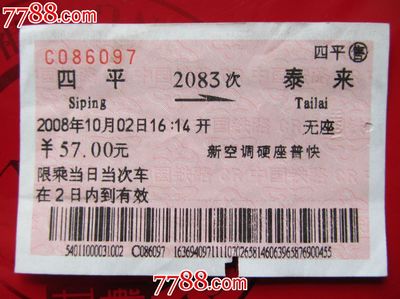 7788.com
C086097
四平 售
四平 2083次 泰来
Siping Tailai
2008年10月02日16:14开 无座
￥57.00元 新空调硬座普快
限乘当日当次车
在2日内到有效
54011000031002 C086097 16369409711110302658146063965876900455
7788.com